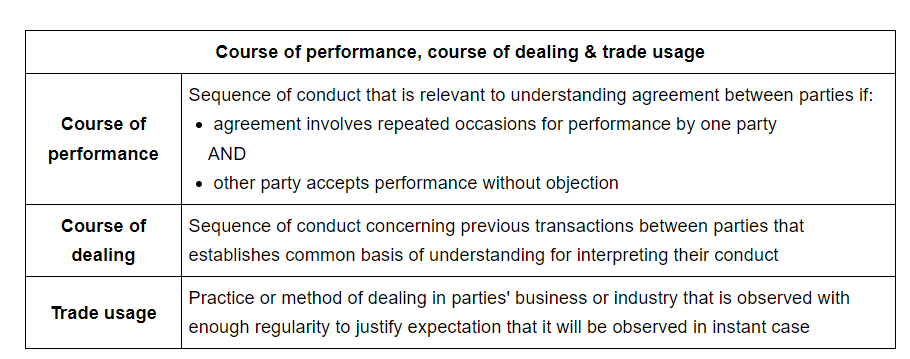 Course of performance, course of dealing & trade usage
Course of
performance
Sequence of conduct that is relevant to understanding agreement between parties if:
• agreement involves repeated occasions for performance by one party
AND
• other party accepts performance without objection
Course of
dealing
Sequence of conduct concerning previous transactions between parties that
establishes common basis of understanding for interpreting their conduct
Trade usage
Practice or method of dealing in parties' business or industry that is observed with
enough regularity to justify expectation that it will be observed in instant case